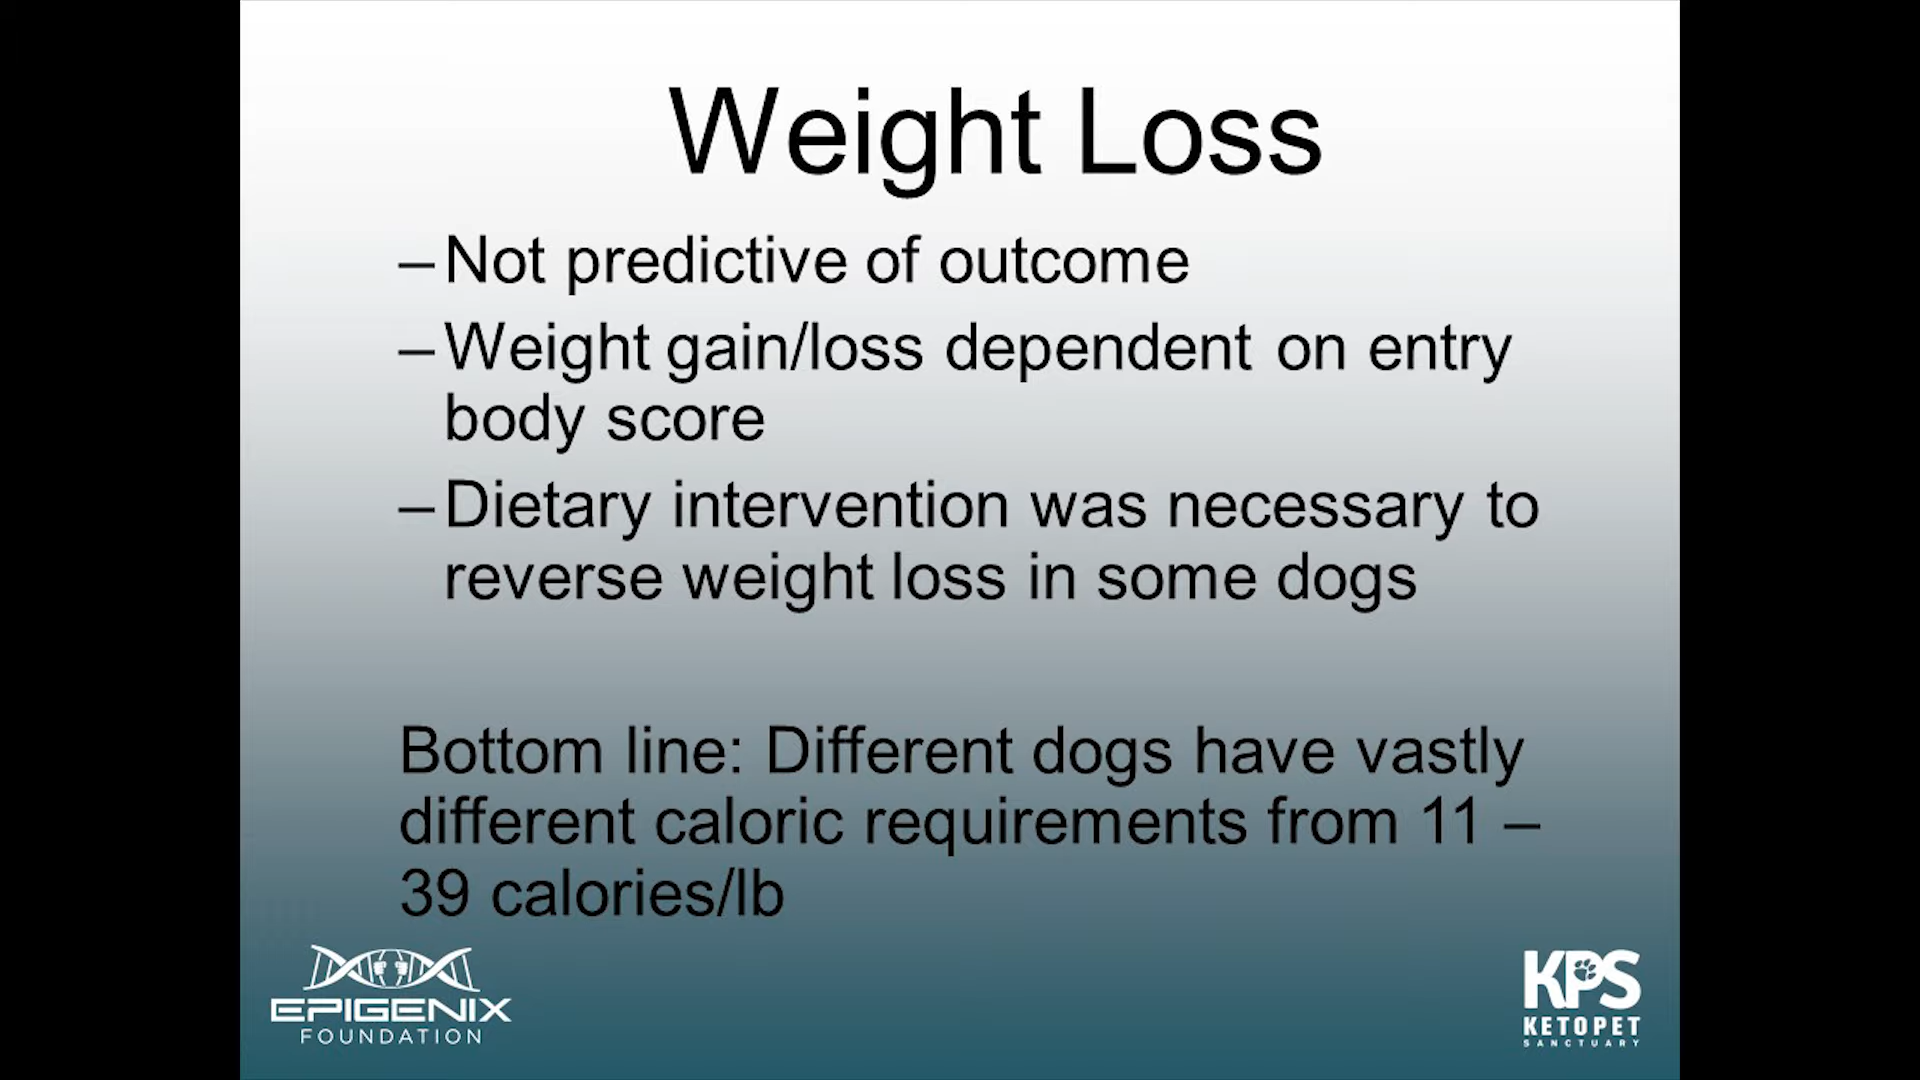 Weight Loss
–Not predictive of outcome
–Weight gain/loss dependent on entry
body score
–Dietary intervention was necessary to
reverse weight loss in some dogs
Bottom line: Different dogs have vastly
different caloric requirements from 11 –
39 calories/lb
EPIGENIX
FOUNDATION
KPS
KETOPET
SANCTUARY